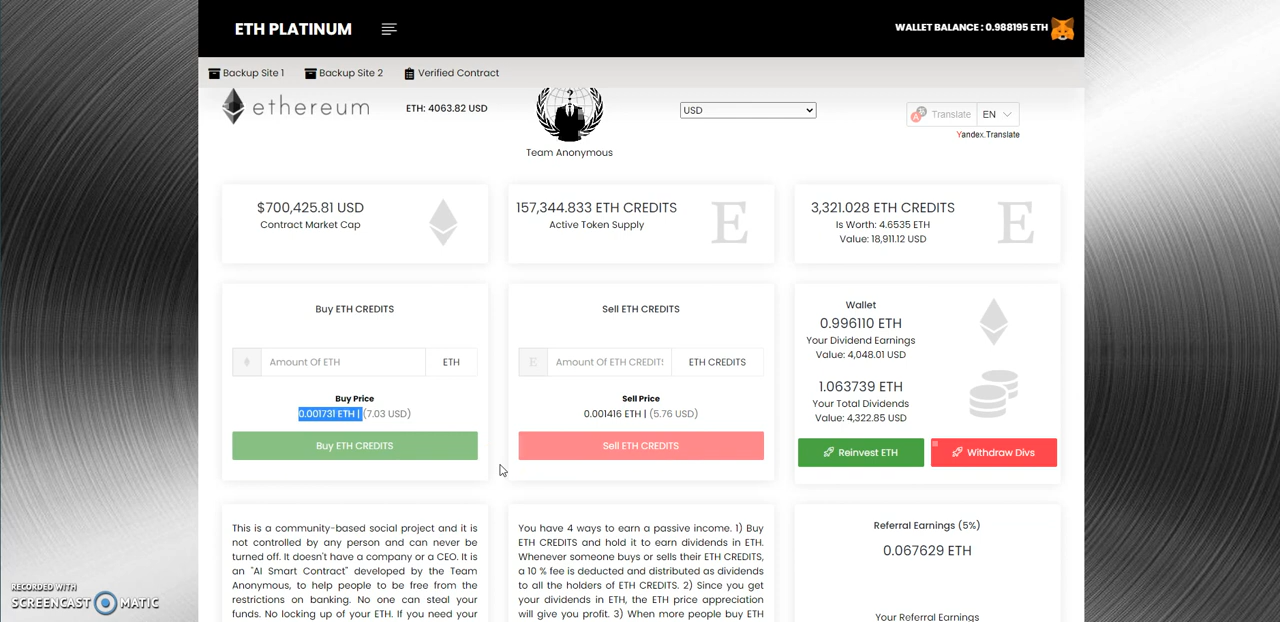 ETH PLATINUM
WALLET BALANCE : 0.988195 ETH
Backup Site 1
Backup Site 2
Verified Contract
ethereum
ETH: 4063.82 USD
Team Anonymous
USD
Translate
EN
Yandex.Translate
$700,425.81 USD
Contract Market Cap
157,344.833 ETH CREDITS
Active Token Supply
E
3,321.028 ETH CREDITS
Is Worth: 4.6535 ETH
Value: 18,911.12 USD
E
Buy ETH CREDITS
Amount Of ETH
ETH
Buy Price
0.001731 ETH | (7.03 USD)
Buy ETH CREDITS
Sell ETH CREDITS
E
Amount Of ETH CREDITS
ETH CREDITS
Sell Price
0.001416 ETH | (5.76 USD)
Sell ETH CREDITS
Wallet
0.996110 ETH
Your Dividend Earnings
Value: 4,048.01 USD
1.063739 ETH
Your Total Dividends
Value: 4,322.85 USD
Reinvest ETH
Withdraw Divs
This is a community-based social project and it is
not controlled by any person and can never be
turned off. It doesn't have a company or a CEO. It is
an "AI Smart Contract" developed by the Team
Anonymous, to help people to be free from the
restrictions on banking. No one can steal your
funds. No locking up of your ETH. If you need your
You have 4 ways to earn a passive income. 1) Buy
ETH CREDITS and hold it to earn dividends in ETH.
Whenever someone buys or sells their ETH CREDITS,
a 10 % fee is deducted and distributed as dividends
to all the holders of ETH CREDITS. 2) Since you get
your dividends in ETH, the ETH price appreciation
will give you profit. 3) When more people buy ETH
Referral Earnings (5%)
0.067629 ETH
Your Referral Earnings
RECORDED WITH
SCREENCAST MATIC